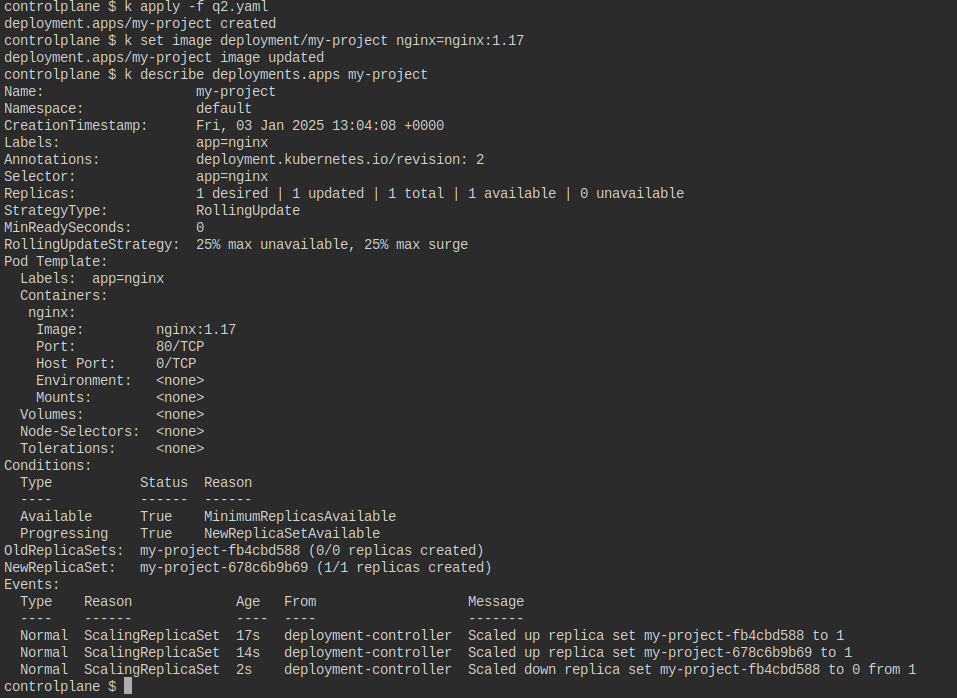 controlplane $ k apply -f q2.yaml
deployment.apps/my-project created
controlplane $ k set image deployment/my-project nginx=nginx:1.17
deployment.apps/my-project image updated
controlplane $ k describe deployments.apps my-project
Name:                   my-project
Namespace:              default
CreationTimestamp:      Fri, 03 Jan 2025 13:04:08 +0000
Labels:                 app=nginx
Annotations:            deployment.kubernetes.io/revision: 2
Selector:               app=nginx
Replicas:               1 desired | 1 updated | 1 total | 1 available | 0 unavailable
StrategyType:           RollingUpdate
MinReadySeconds:        0
RollingUpdateStrategy:  25% max unavailable, 25% max surge
Pod Template:
  Labels:  app=nginx
  Containers:
   nginx:
    Image:         nginx:1.17
    Port:          80/TCP
    Host Port:     0/TCP
    Environment:   <none>
    Mounts:        <none>
  Volumes:         <none>
  Node-Selectors:  <none>
  Tolerations:     <none>
Conditions:
  Type           Status  Reason
  ----           ------  ------
  Available      True    MinimumReplicasAvailable
  Progressing    True    NewReplicaSetAvailable
OldReplicaSets:  my-project-fb4cbd588 (0/0 replicas created)
NewReplicaSet:   my-project-678c6b9b69 (1/1 replicas created)
Events:
  Type    Reason             Age   From                   Message
  ----    ------             ----  ----                   -------
  Normal  ScalingReplicaSet  17s   deployment-controller  Scaled up replica set my-project-fb4cbd588 to 1
  Normal  ScalingReplicaSet  14s   deployment-controller  Scaled up replica set my-project-678c6b9b69 to 1
  Normal  ScalingReplicaSet  2s    deployment-controller  Scaled down replica set my-project-fb4cbd588 to 0 from 1
controlplane $